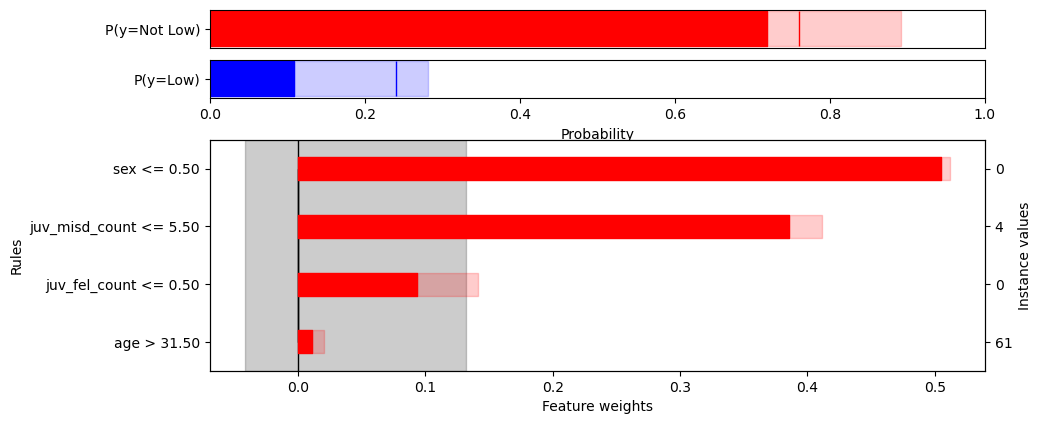 P(y=Not Low)
P(y=Low)
0.0 0.2 0.4 0.6 0.8 1.0
Probability
sex <= 0.50 0
juv_misd_count <= 5.50 4
juv_fel_count <= 0.50 0
age > 31.50 61
Rules
Instance values
0.0 0.1 0.2 0.3 0.4 0.5
Feature weights